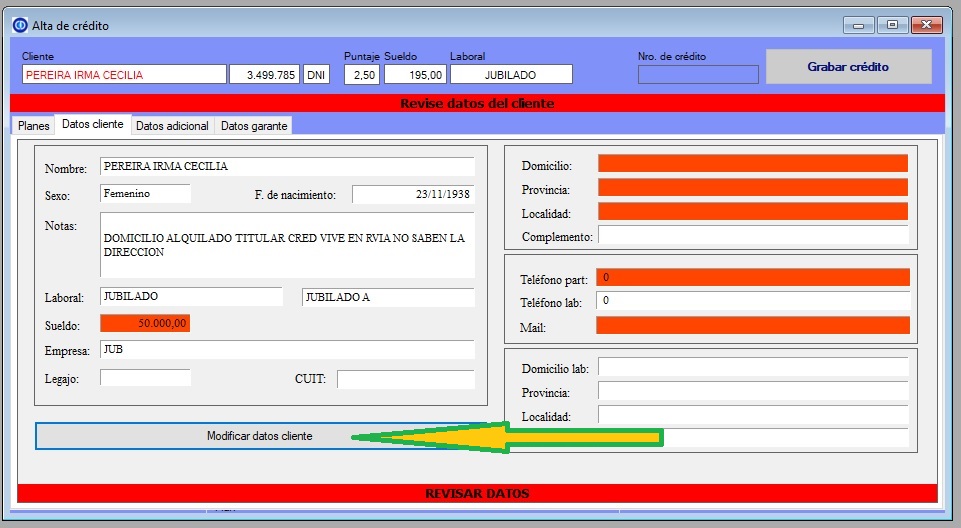 Alta de crédito
Cliente Puntaje Sueldo Laboral Nro. de crédito
PEREIRA IRMA CECILIA 3.499.785 DNI 2,50 195,00 JUBILADO Grabar crédito
Revise datos del cliente
Planes Datos cliente Datos adicional Datos garante
Nombre: PEREIRA IRMA CECILIA
Sexo: Femenino F. de nacimiento: 23/11/1938
Notas:
DOMICILIO ALQUILADO TITULAR CRED VIVE EN RVIA NO SABEN LA
DIRECCION
Laboral: JUBILADO JUBILADO A
Sueldo: 50.000,00
Empresa: JUB
Legajo: CUIT:
Modificar datos cliente
Domicilio:
Provincia:
Localidad:
Complemento:
Teléfono part: 0
Teléfono lab: 0
Mail:
Domicilio lab:
Provincia:
Localidad:
REVISAR DATOS